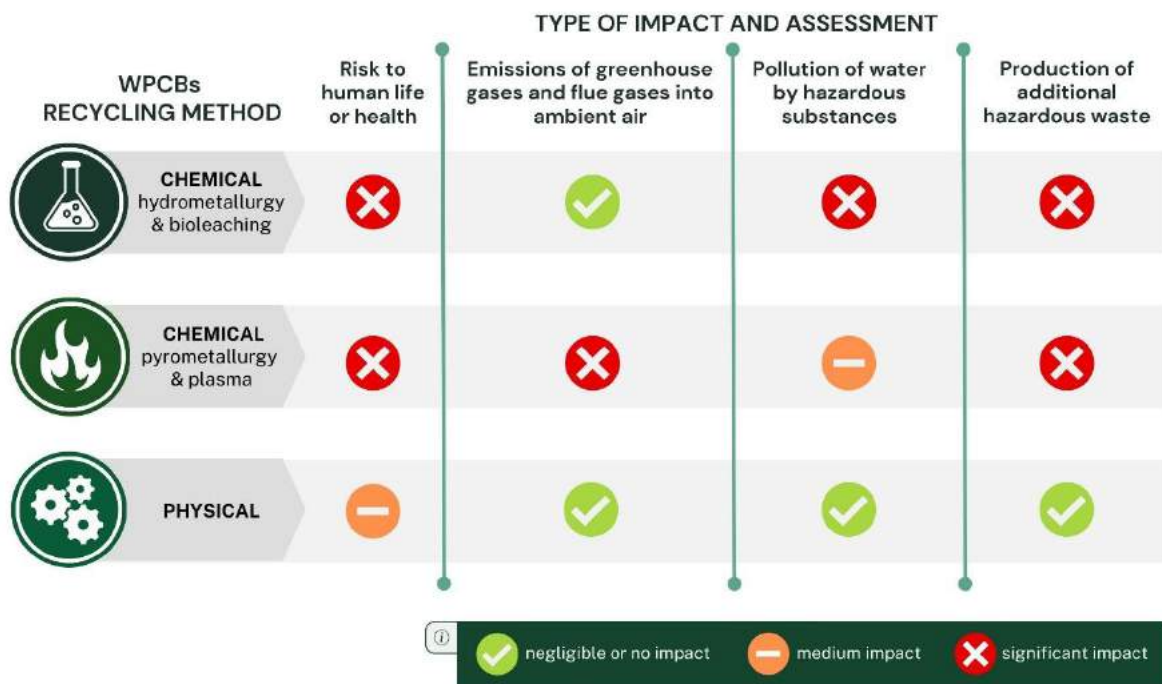 TYPE OF IMPACT AND ASSESSMENT
WPCBs
RECYCLING METHOD
Risk to
human life
or health
Emissions of greenhouse
gases and flue gases into
ambient air
Pollution of water
by hazardous
substances
Production of
additional
hazardous waste
CHEMICAL
hydrometallurgy
& bioleaching
CHEMICAL
pyrometallurgy
& plasma
PHYSICAL
i
negligible or no impact
medium impact
significant impact